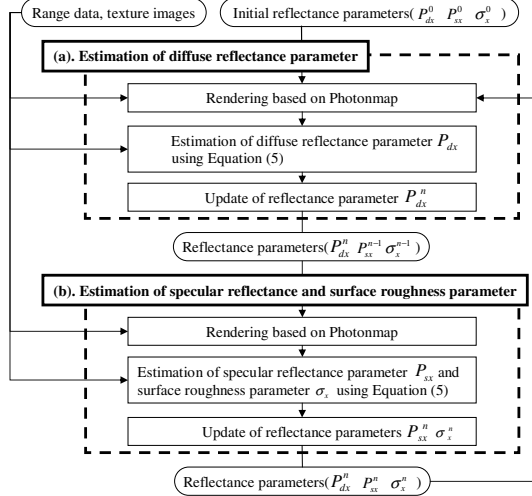 Range data, texture images
Initial reflectance parameters( P_dx^0 P_sx^0 σ_x^0 )
(a). Estimation of diffuse reflectance parameter
Rendering based on Photonmap
Estimation of diffuse reflectance parameter P_dx
using Equation (5)
Update of reflectance parameter P_dx^n
Reflectance parameters( P_dx^n P_sx^n-1 σ_x^n-1 )
(b). Estimation of specular reflectance and surface roughness parameter
Rendering based on Photonmap
Estimation of specular reflectance parameter P_sx and
surface roughness parameter σ_x using Equation (5)
Update of reflectance parameters P_sx^n σ_x^n
Reflectance parameters( P_dx^n P_sx^n σ_x^n )